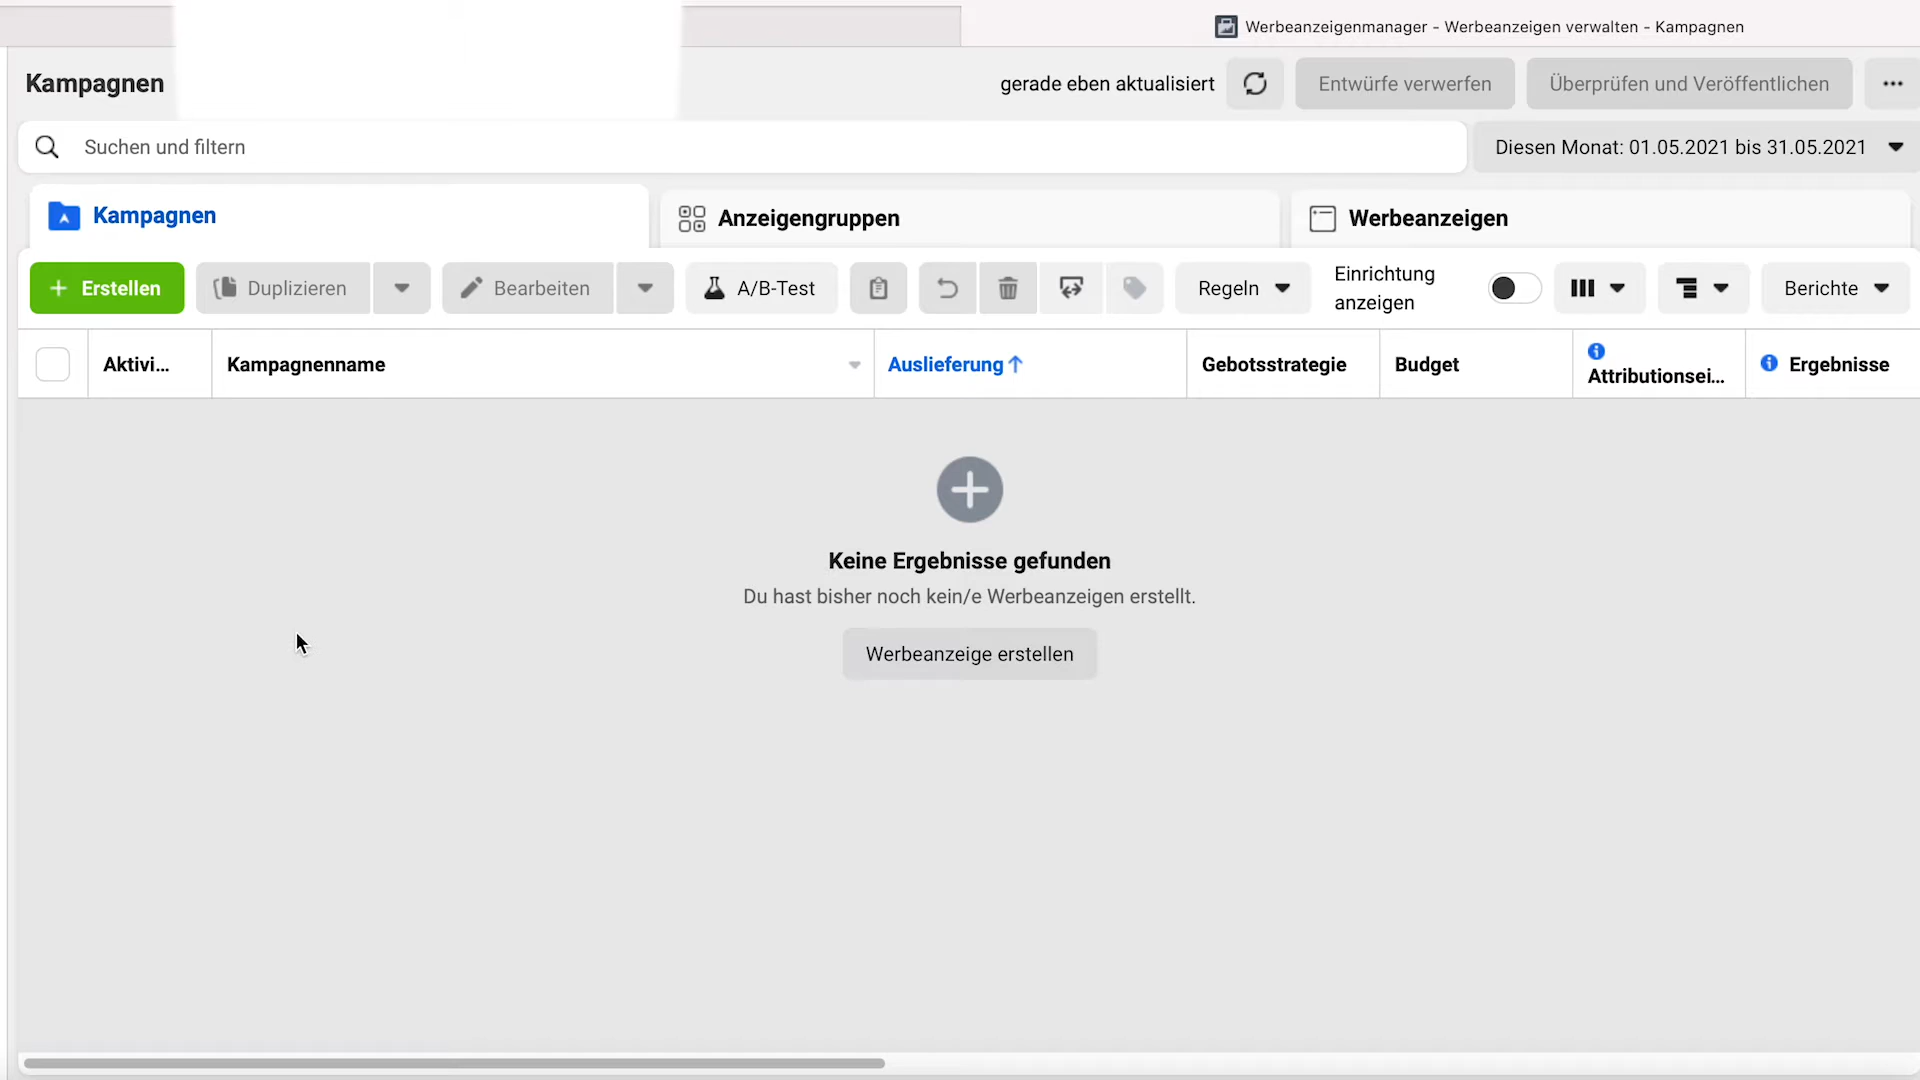 Werbeanzeigenmanager - Werbeanzeigen verwalten - Kampagnen
Kampagnen
gerade eben aktualisiert
Entwürfe verwerfen
Überprüfen und Veröffentlichen
Suchen und filtern
Diesen Monat: 01.05.2021 bis 31.05.2021
Kampagnen
Anzeigengruppen
Werbeanzeigen
Erstellen
Duplizieren
Bearbeiten
A/B-Test
Regeln
Einrichtung
anzeigen
Berichte
Aktivi...
Kampagnenname
Auslieferung
Gebotsstrategie
Budget
Attributionsei...
Ergebnisse
Keine Ergebnisse gefunden
Du hast bisher noch kein/e Werbeanzeigen erstellt.
Werbeanzeige erstellen